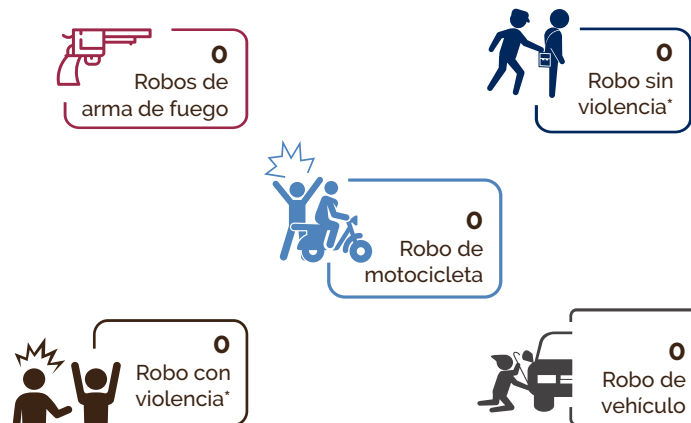 0
Robos de
arma de fuego
0
Robo sin
violencia*
0
Robo de
motocicleta
0
Robo con
violencia*
0
Robo de
vehículo